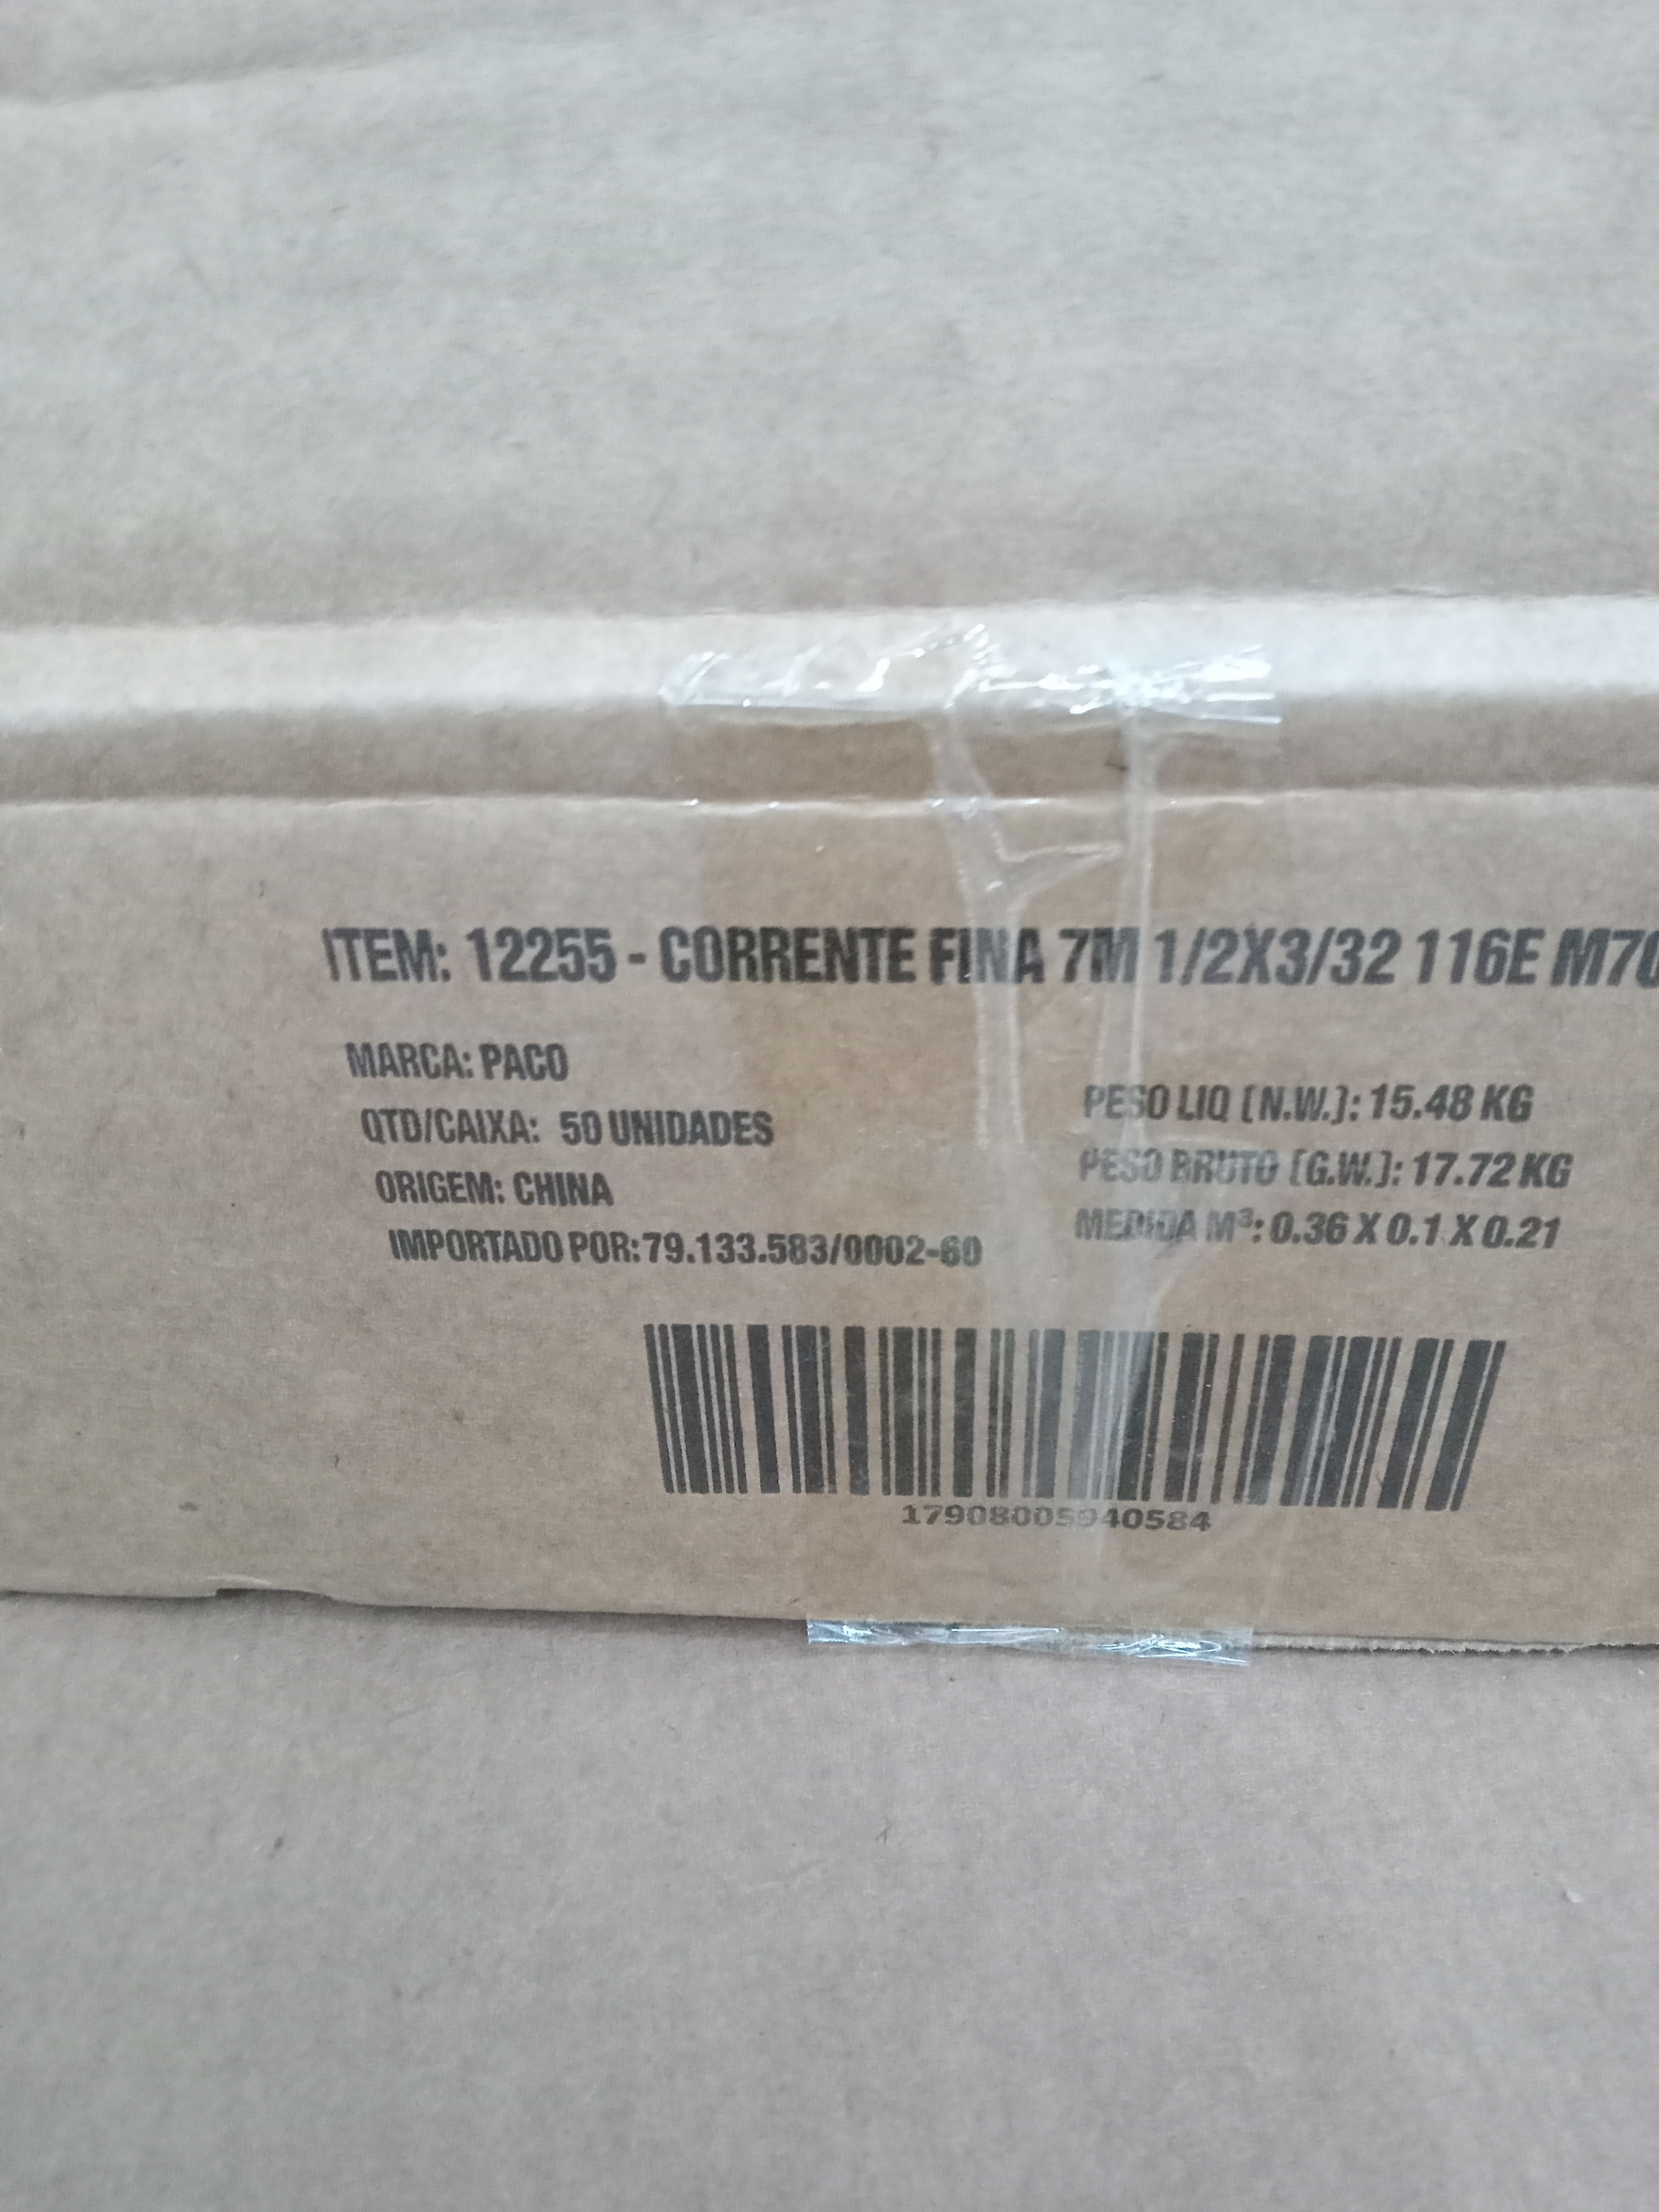 ITEM: 12255 - CORRENTE FINA 7M 1/2X3/32 116E M70
MARCA: PACO
QTD/CAIXA: 50 UNIDADES
ORIGEM: CHINA
IMPORTADO POR: 79.133.583/0002-60
PESO LIQ [N.W.]: 15.48 KG
PESO BRUTO [G.W.]: 17.72 KG
MEDIDA M³: 0.36 X 0.1 X 0.21
17908005940584